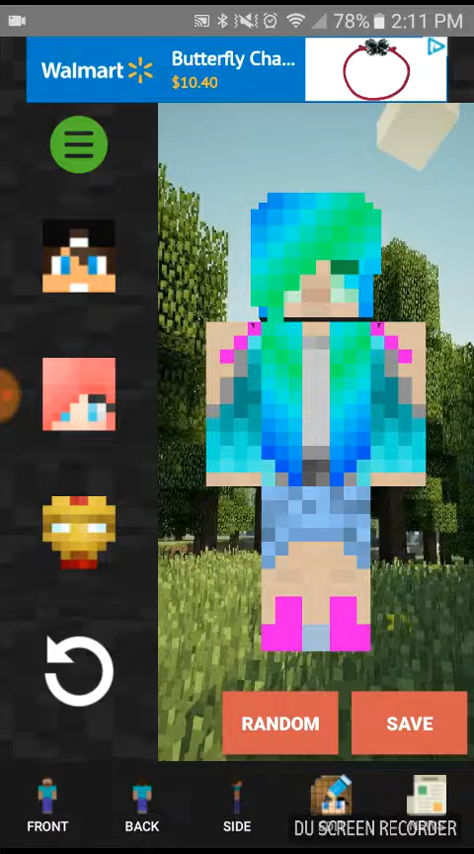 78% 2:11 PM
Walmart
Butterfly Cha...
$10.40
RANDOM
SAVE
FRONT
BACK
SIDE
DU SCREEN RECORDER